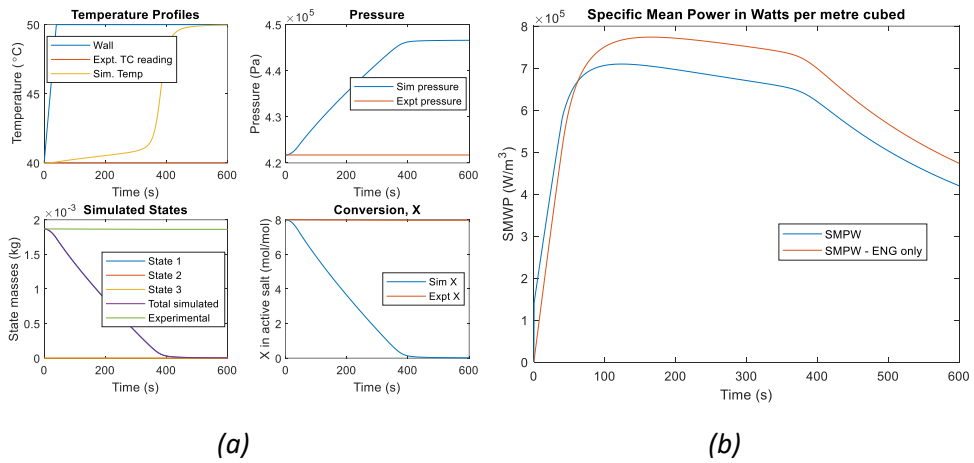 Temperature Profiles
Temperature (°C)
50
45
40
Wall
Expt. TC reading
Sim. Temp
0 200 400 600
Time (s)
Pressure
×10⁵
Pressure (Pa)
4.45
4.43
4.2
Sim pressure
Expt pressure
0 200 400 600
Time (s)
Simulated States
×10⁻³
State masses (kg)
2
1.5
1
0.5
0
State 1
State 2
State 3
Total simulated
Experimental
0 200 400 600
Time (s)
Conversion, X
X in active salt (mol/mol)
8
6
4
2
0
Sim X
Expt X
0 200 400 600
Time (s)
(a)
Specific Mean Power in Watts per metre cubed
×10⁵
SMWP (W/m³)
8
7
6
5
4
3
2
1
0
SMPW
SMPW - ENG only
0 100 200 300 400 500 600
Time (s)
(b)